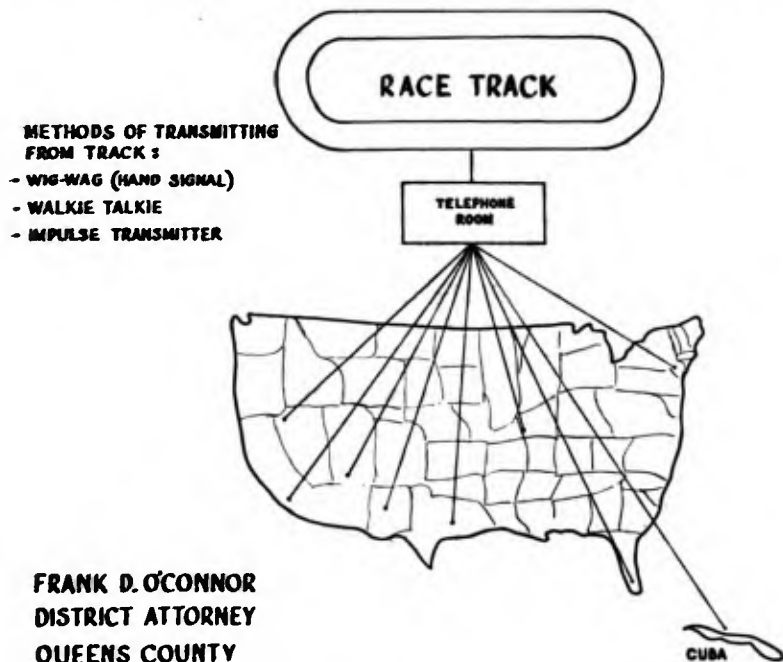 RACE TRACK
METHODS OF TRANSMITTING
FROM TRACK :
- WIG-WAG (HAND SIGNAL)
- WALKIE TALKIE
- IMPULSE TRANSMITTER
TELEPHONE
ROOM
FRANK D. O'CONNOR
DISTRICT ATTORNEY
QUEENS COUNTY
CUBA